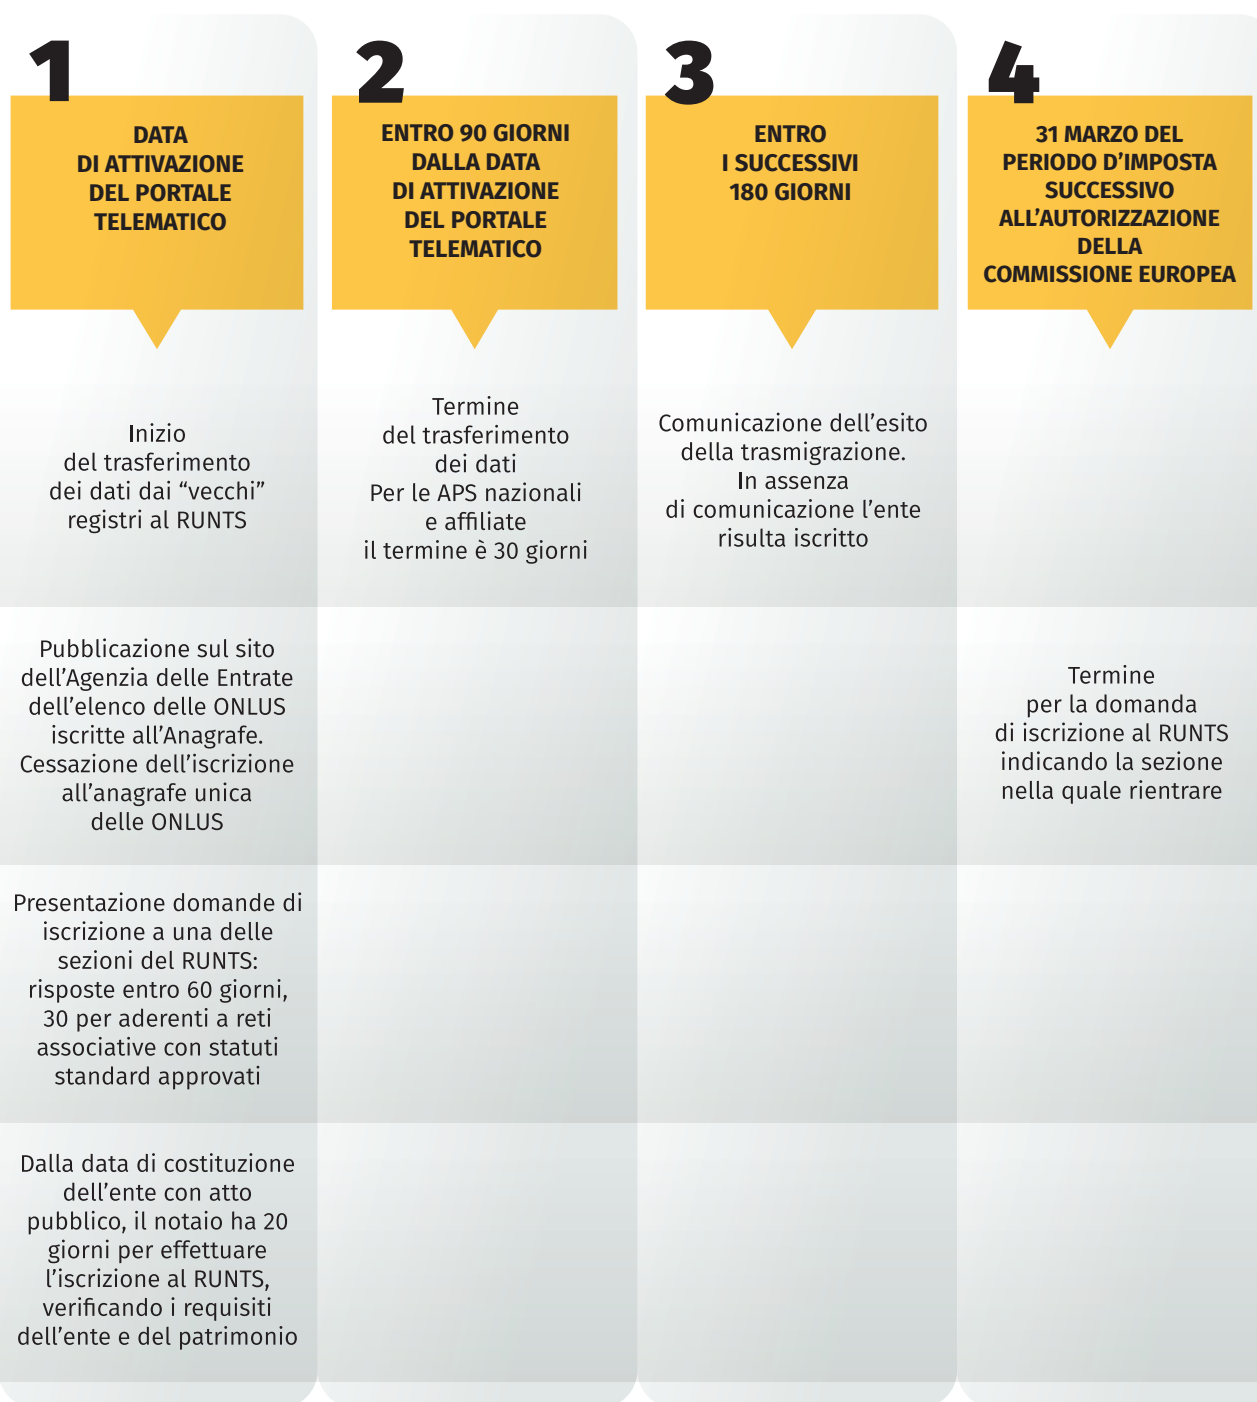 1
DATA
DI ATTIVAZIONE
DEL PORTALE
TELEMATICO
2
ENTRO 90 GIORNI
DALLA DATA
DI ATTIVAZIONE
DEL PORTALE
TELEMATICO
3
ENTRO
I SUCCESSIVI
180 GIORNI
4
31 MARZO DEL
PERIODO D’IMPOSTA
SUCCESSIVO
ALL’AUTORIZZAZIONE
DELLA
COMMISSIONE EUROPEA
Inizio
del trasferimento
dei dati dai “vecchi”
registri al RUNTS
Termine
del trasferimento
dei dati
Per le APS nazionali
e affiliate
il termine è 30 giorni
Comunicazione dell’esito
della trasmigrazione.
In assenza
di comunicazione l’ente
risulta iscritto
Pubblicazione sul sito
dell’Agenzia delle Entrate
dell’elenco delle ONLUS
iscritte all’Anagrafe.
Cessazione dell’iscrizione
all’anagrafe unica
delle ONLUS
Termine
per la domanda
di iscrizione al RUNTS
indicando la sezione
nella quale rientrare
Presentazione domande di
iscrizione a una delle
sezioni del RUNTS:
risposte entro 60 giorni,
30 per aderenti a reti
associative con statuti
standard approvati
Dalla data di costituzione
dell’ente con atto
pubblico, il notaio ha 20
giorni per effettuare
l’iscrizione al RUNTS,
verificando i requisiti
dell’ente e del patrimonio